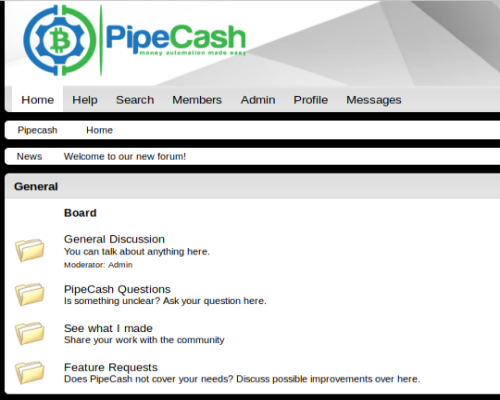 PipeCash
money automation made easy
Home Help Search Members Admin Profile Messages
Pipecash Home
News Welcome to our new forum!
General
Board
General Discussion
You can talk about anything here.
Moderator: Admin
PipeCash Questions
Is something unclear? Ask your question here.
See what I made
Share your work with the community
Feature Requests
Does PipeCash not cover your needs? Discuss possible improvements over here.